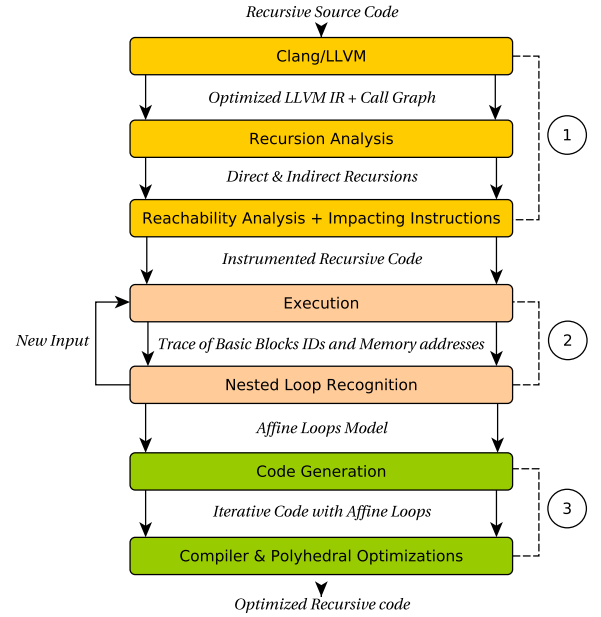 Recursive Source Code
Clang/LLVM
Optimized LLVM IR + Call Graph
1
Recursion Analysis
Direct & Indirect Recursions
Reachability Analysis + Impacting Instructions
Instrumented Recursive Code
Execution
New Input
Trace of Basic Blocks IDs and Memory addresses
2
Nested Loop Recognition
Affine Loops Model
Code Generation
Iterative Code with Affine Loops
3
Compiler & Polyhedral Optimizations
Optimized Recursive code